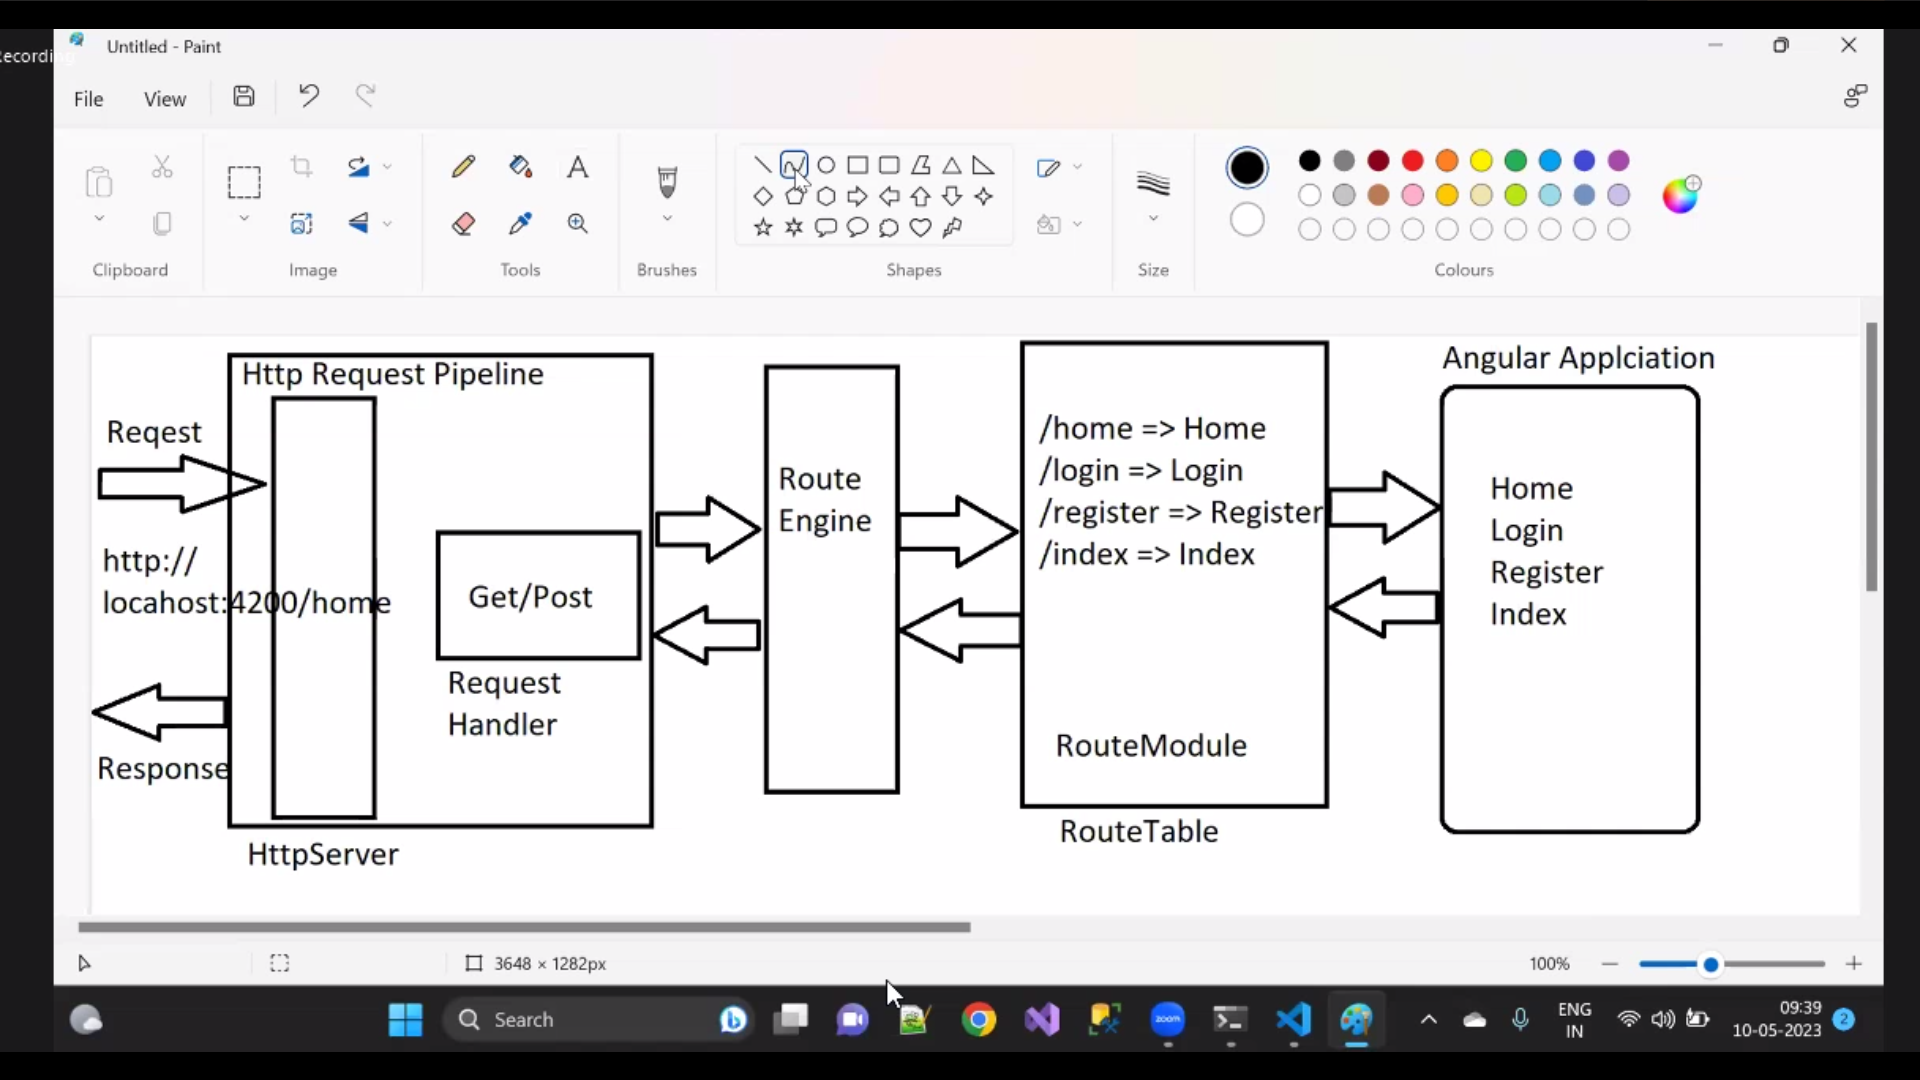 Recording
Untitled - Paint
File
View
Clipboard
Image
Tools
Brushes
Shapes
Size
Colours
Http Request Pipeline
Reqest
http://
locahost:4200/home
Response
Get/Post
Request
Handler
HttpServer
Route
Engine
/home => Home
/login => Login
/register => Register
/index => Index
RouteModule
RouteTable
Angular Applciation
Home
Login
Register
Index
3648 × 1282px
100%
Search
zoom
ENG
IN
09:39
10-05-2023
2